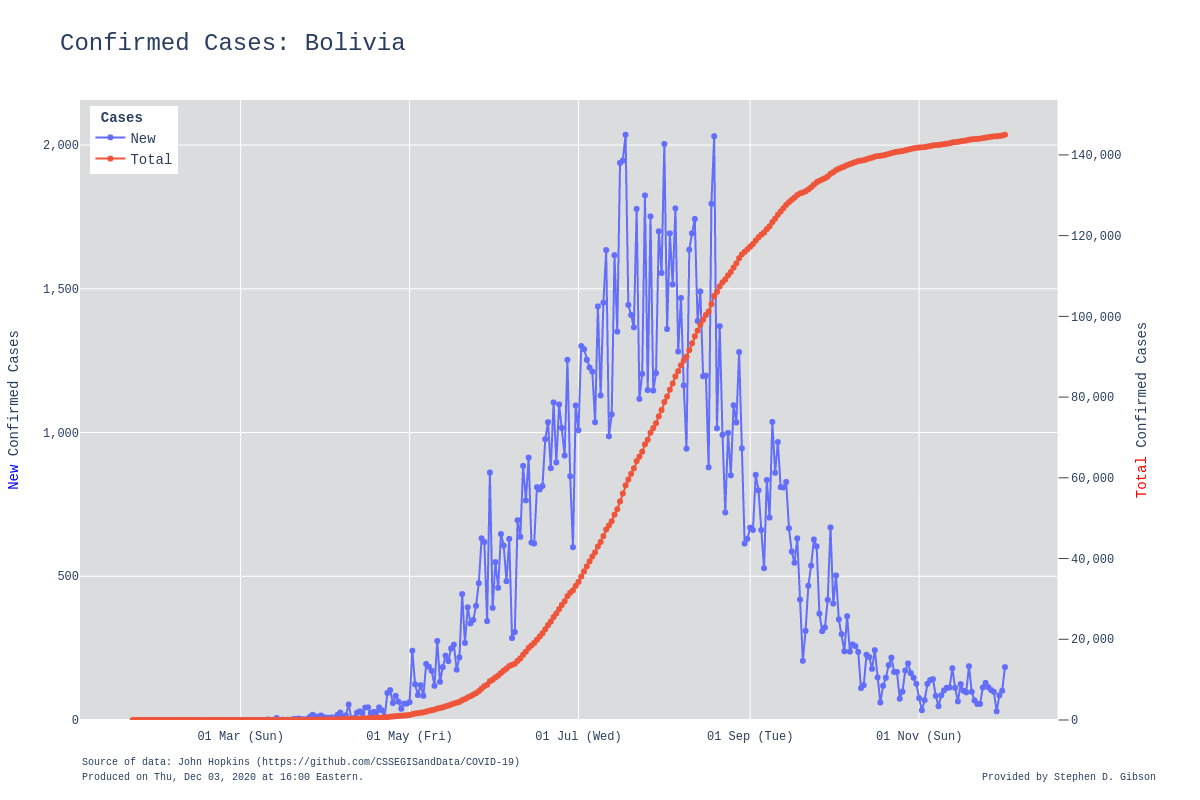 Confirmed Cases: Bolivia
Cases
New
Total
2,000
1,500
1,000
500
0
New Confirmed Cases
140,000
120,000
100,000
80,000
60,000
40,000
20,000
0
Total Confirmed Cases
01 Mar (Sun)
01 May (Fri)
01 Jul (Wed)
01 Sep (Tue)
01 Nov (Sun)
Source of data: John Hopkins (https://github.com/CSSEGISandData/COVID-19)
Produced on Thu, Dec 03, 2020 at 16:00 Eastern.
Provided by Stephen D. Gibson